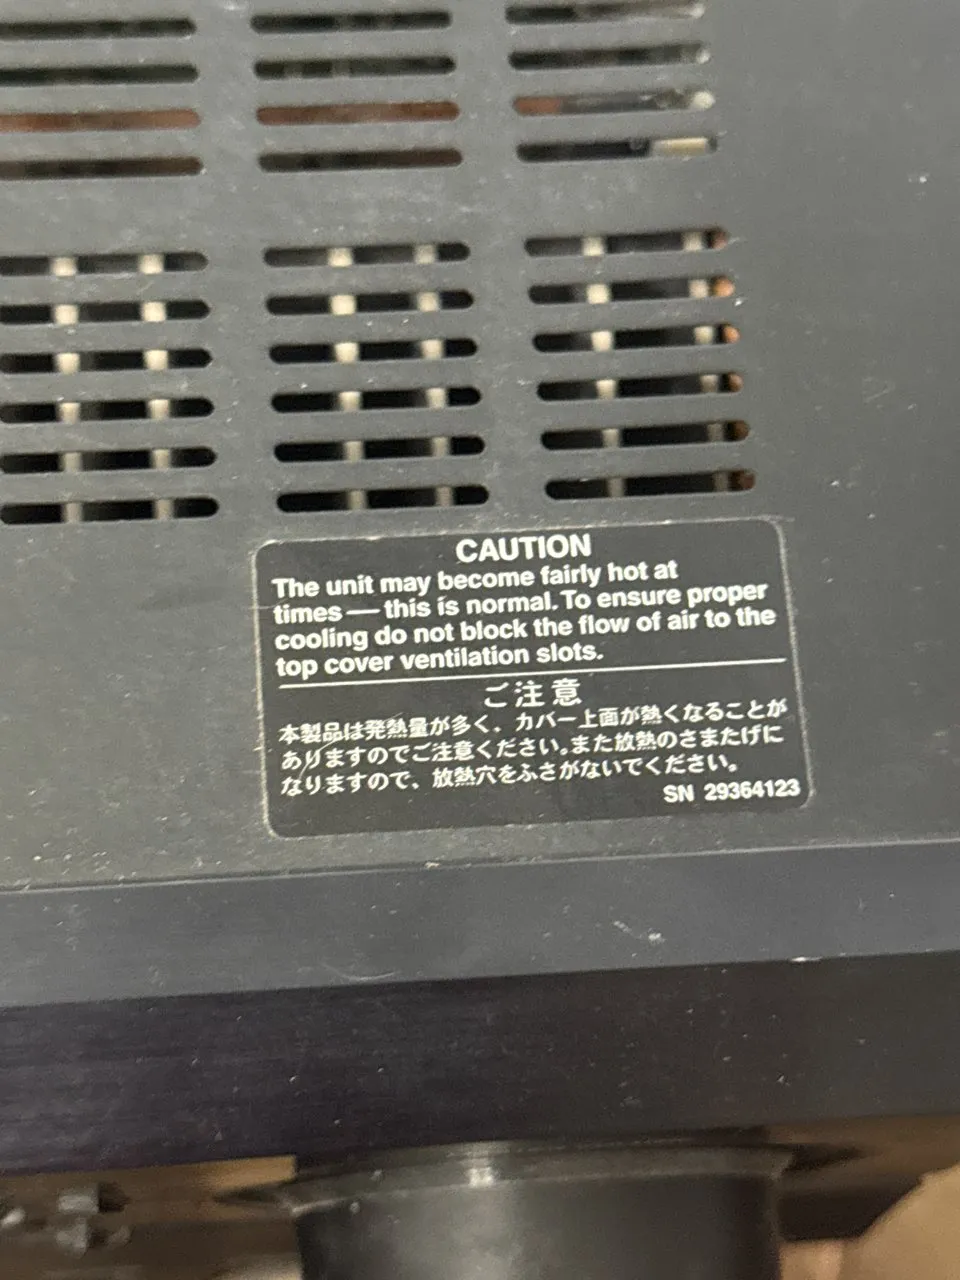 CAUTION
The unit may become fairly hot at
times — this is normal. To ensure proper
cooling do not block the flow of air to the
top cover ventilation slots.
ご注意
本製品は発熱量が多く、カバー上面が熱くなることが
ありますのでご注意ください。また放熱のさまたげに
なりますので、放熱穴をふさがないでください。
SN 29364123